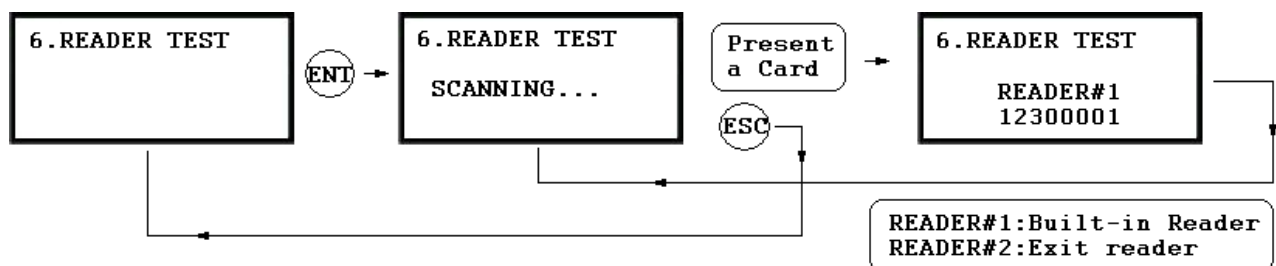 6.READER TEST
ENT
6.READER TEST
SCANNING...
Present
a Card
ESC
6.READER TEST
READER#1
12300001
READER#1:Built-in Reader
READER#2:Exit reader